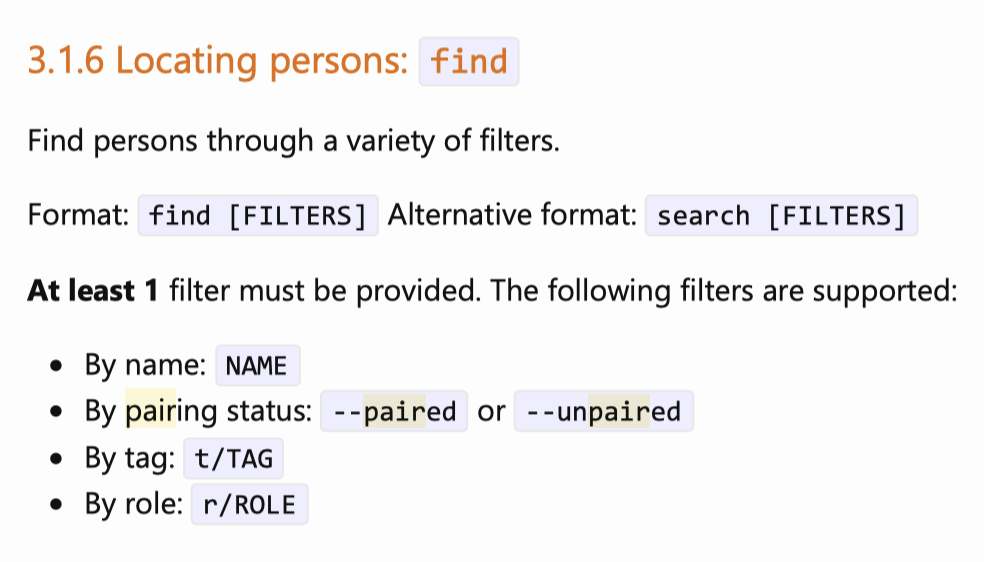 3.1.6 Locating persons: find
Find persons through a variety of filters.
Format: find [FILTERS] Alternative format: search [FILTERS]
At least 1 filter must be provided. The following filters are supported:
• By name: NAME
• By pairing status: --paired or --unpaired
• By tag: t/TAG
• By role: r/ROLE